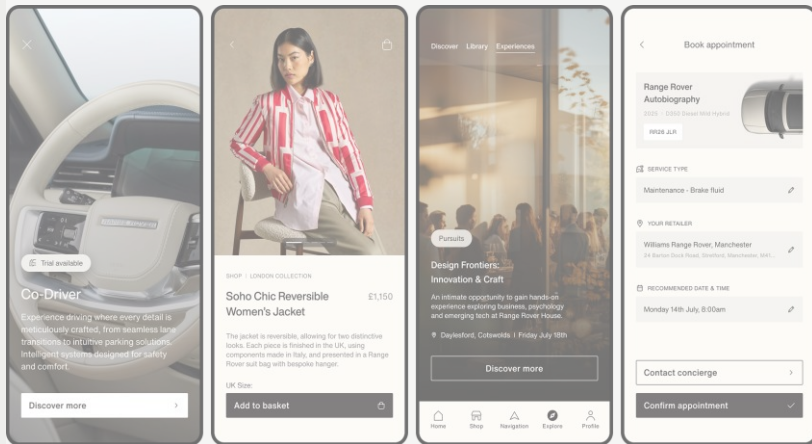 Trial available
Co-Driver
Experience driving where every detail is
meticulously crafted, from seamless lane
transitions to intuitive parking solutions.
Intelligent systems designed for safety
and comfort.
Discover more
SHOP | LONDON COLLECTION
Soho Chic Reversible
Women's Jacket
£1,150
The jacket is reversible, allowing for two distinctive
looks. Each piece is finished in the UK, using
components made in Italy, and presented in a Range
Rover suit bag with bespoke hanger.
UK Size:
Add to basket
Discover Library Experiences
Pursuits
Design Frontiers:
Innovation & Craft
An intimate opportunity to gain hands-on
experience exploring business, psychology
and emerging tech at Range Rover House.
Daylesford, Cotswolds | Friday July 18th
Discover more
Home Shop Navigation Explore Profile
Book appointment
Range Rover
Autobiography
RR26 JLR
SERVICE TYPE
Maintenance - Brake fluid
YOUR RETAILER
Williams Range Rover, Manchester
24 Barton Dock Road, Stretford, Manchester, M41...
RECOMMENDED DATE & TIME
Monday 14th July, 8:00am
Contact concierge
Confirm appointment